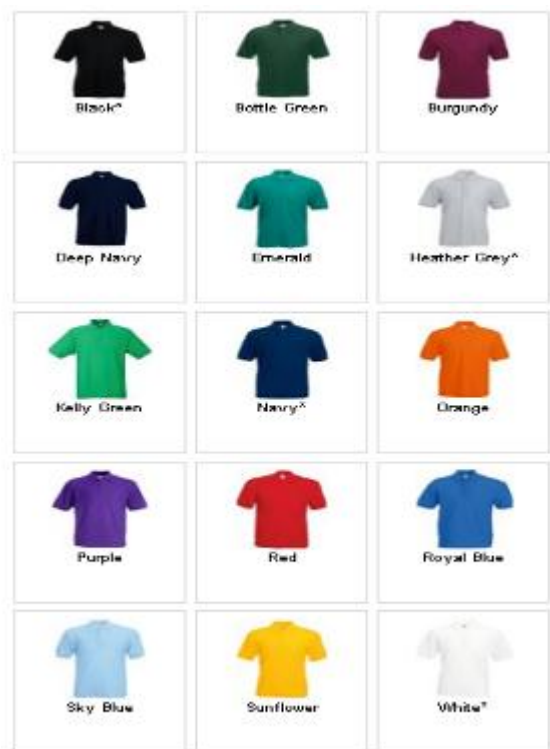 Black*
Bottle Green
Burgundy
Deep Navy
Emerald
Heather Grey^
Kelly Green
Navy*
Orange
Purple
Red
Royal Blue
Sky Blue
Sunflower
White*